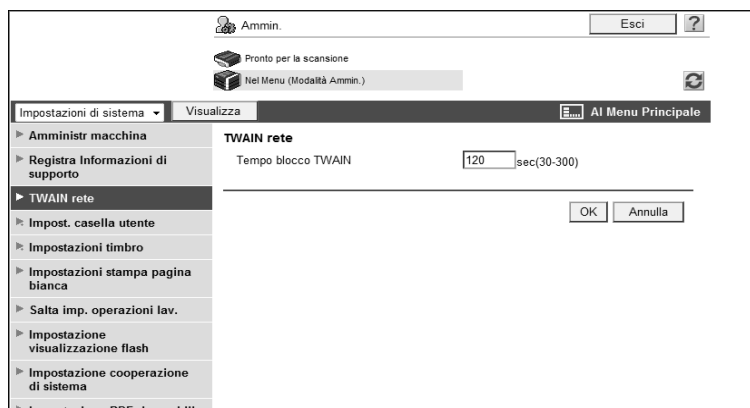 Ammin.
Esci
?
Pronto per la scansione
Nel Menu (Modalità Ammin.)
Impostazioni di sistema
Visualizza
Al Menu Principale
Amministr macchina
Registra Informazioni di
supporto
TWAIN rete
Impost. casella utente
Impostazioni timbro
Impostazioni stampa pagina
bianca
Salta imp. operazioni lav.
Impostazione
visualizzazione flash
Impostazione cooperazione
di sistema
TWAIN rete
Tempo blocco TWAIN
120
sec(30-300)
OK
Annulla